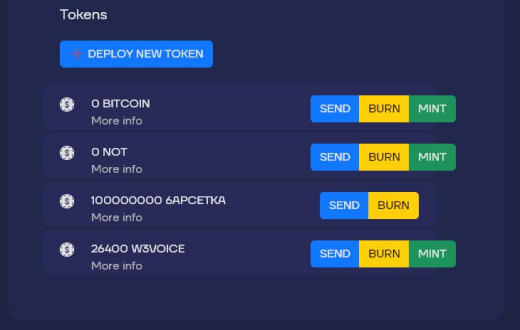 Tokens
+ DEPLOY NEW TOKEN
0 BITCOIN
More info
SEND BURN MINT
0 NOT
More info
SEND BURN MINT
100000000 6APCETKA
More info
SEND BURN
26400 W3VOICE
More info
SEND BURN MINT